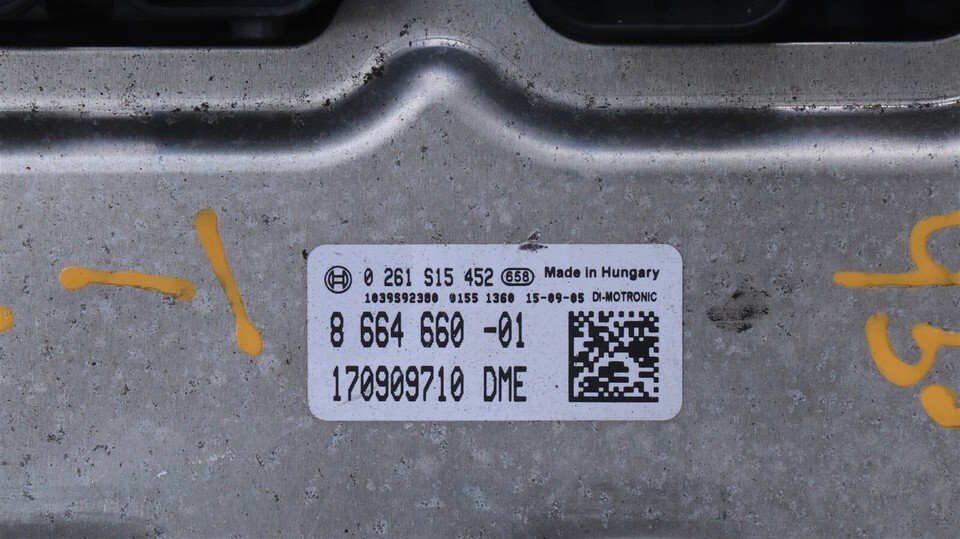 0 261 S15 452 658 Made in Hungary
1039S92380 0155 1360 15-09-05 DI-MOTRONIC
8 664 660 -01
170909710 DME